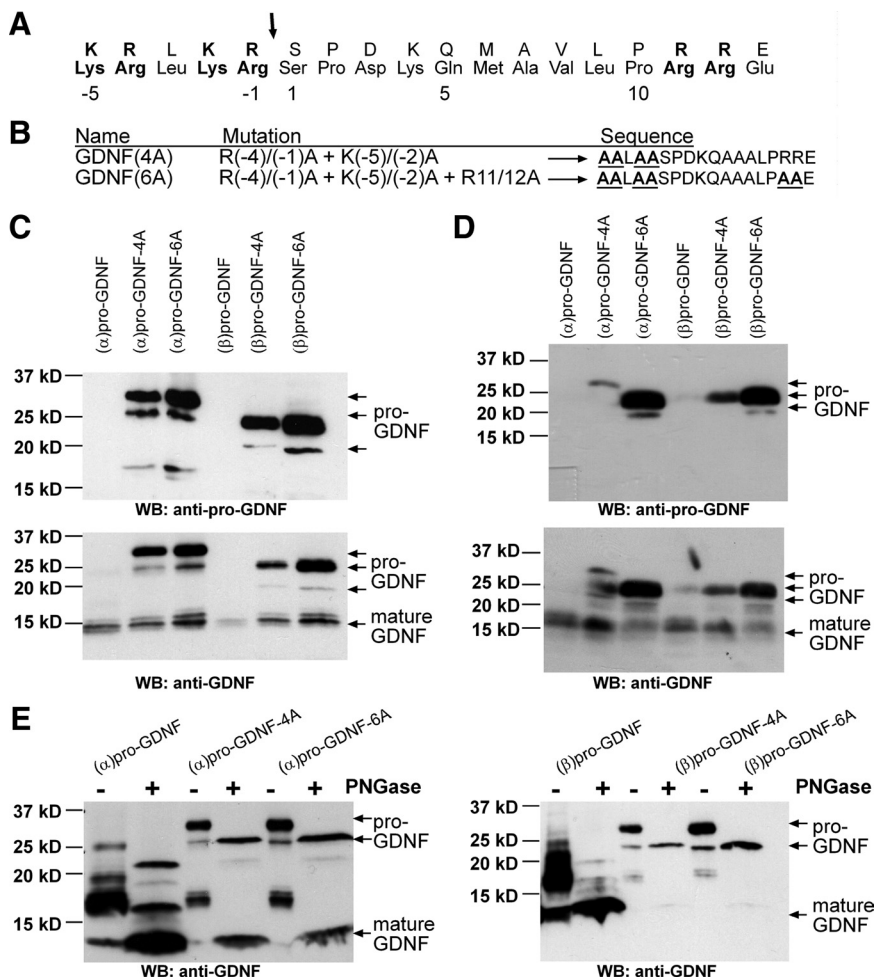 A
K R L K R S P D K Q M A V L P R R E
Lys Arg Leu Lys Arg Ser Pro Asp Lys Gln Met Ala Val Leu Pro Arg Arg Glu
-5 -1 1 5 10
B
Name Mutation Sequence
GDNF(4A) R(-4)/(-1)A + K(-5)/(-2)A AALAASPDKQAAALPRRE
GDNF(6A) R(-4)/(-1)A + K(-5)/(-2)A + R11/12A AALAASPDKQAAALPAAE
C
(α)pro-GDNF
(α)pro-GDNF-4A
(α)pro-GDNF-6A
(β)pro-GDNF
(β)pro-GDNF-4A
(β)pro-GDNF-6A
37 kD
25 kD
20 kD
15 kD
pro-
GDNF
WB: anti-pro-GDNF
37 kD
25 kD
20 kD
15 kD
pro-
GDNF
mature
GDNF
WB: anti-GDNF
D
(α)pro-GDNF
(α)pro-GDNF-4A
(α)pro-GDNF-6A
(β)pro-GDNF
(β)pro-GDNF-4A
(β)pro-GDNF-6A
37 kD
25 kD
20 kD
15 kD
pro-
GDNF
WB: anti-pro-GDNF
37 kD
25 kD
20 kD
15 kD
pro-
GDNF
mature
GDNF
WB: anti-GDNF
E
(α)pro-GDNF
(α)pro-GDNF-4A
(α)pro-GDNF-6A
- + - + - + PNGase
37 kD
25 kD
20 kD
15 kD
pro-
GDNF
mature
GDNF
WB: anti-GDNF
(β)pro-GDNF
(β)pro-GDNF-4A
(β)pro-GDNF-6A
- + - + - + PNGase
37 kD
25 kD
20 kD
15 kD
pro-
GDNF
mature
GDNF
WB: anti-GDNF